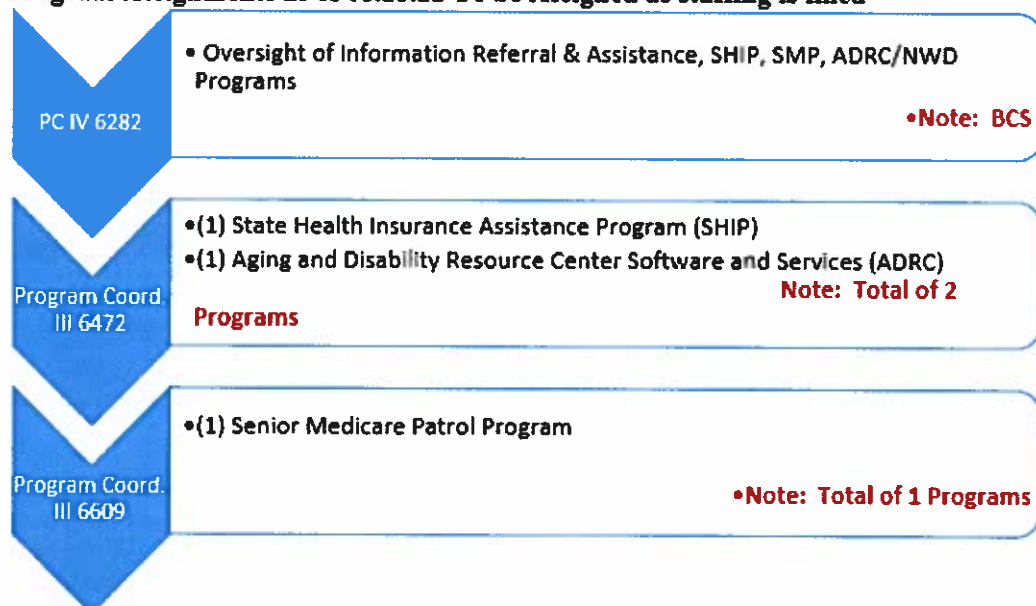 • Oversight of Information Referral & Assistance, SHIP, SMP, ADRC/NWD
Programs
PC IV 6282
•Note: BCS
•(1) State Health Insurance Assistance Program (SHIP)
•(1) Aging and Disability Resource Center Software and Services (ADRC)
Note: Total of 2
Programs
Program Coord.
III 6472
•(1) Senior Medicare Patrol Program
Program Coord.
III 6609
•Note: Total of 1 Programs